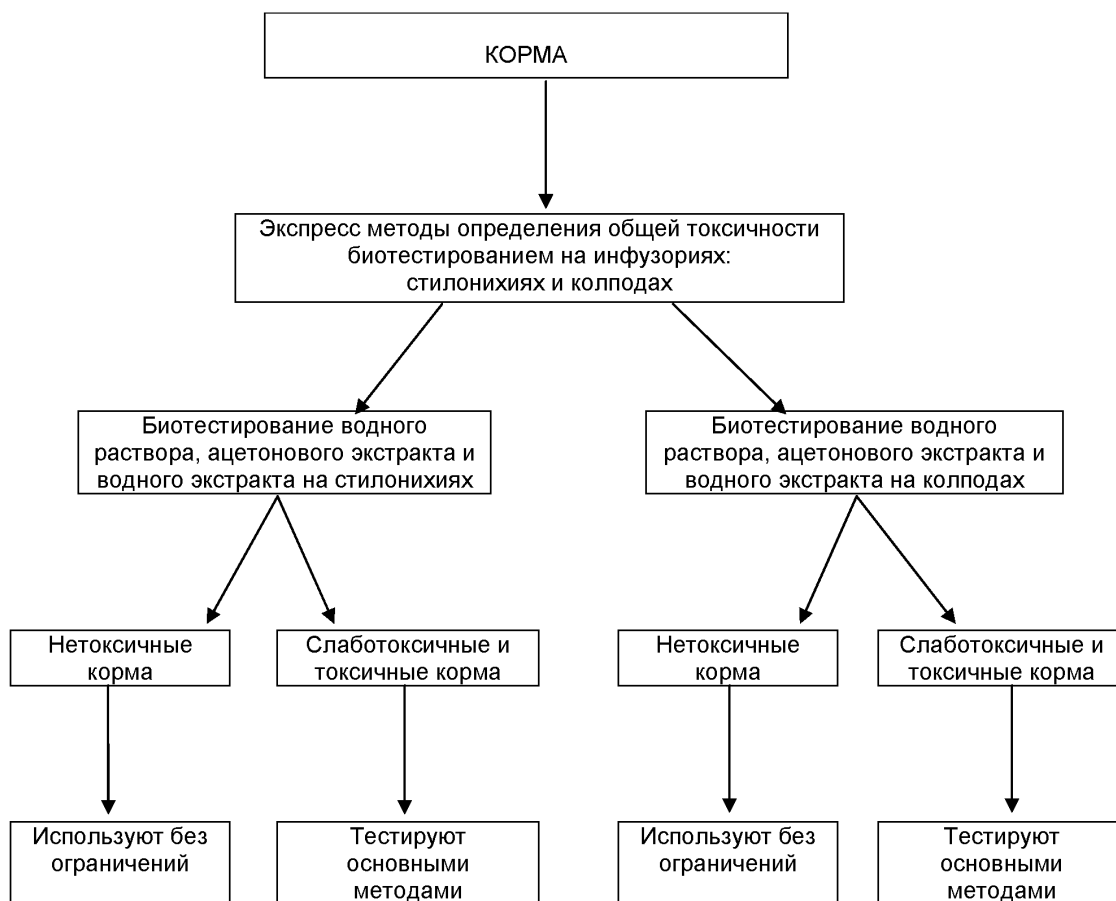 КОРМА
Экспресс методы определения общей токсичности
биотестированием на инфузориях:
стилонихиях и колподах
Биотестирование водного
раствора, ацетонового экстракта и
водного экстракта на стилонихиях
Биотестирование водного
раствора, ацетонового экстракта и
водного экстракта на колподах
Нетоксичные
корма
Слаботоксичные и
токсичные корма
Нетоксичные
корма
Слаботоксичные и
токсичные корма
Используют без
ограничений
Тестируют
основными
методами
Используют без
ограничений
Тестируют
основными
методами